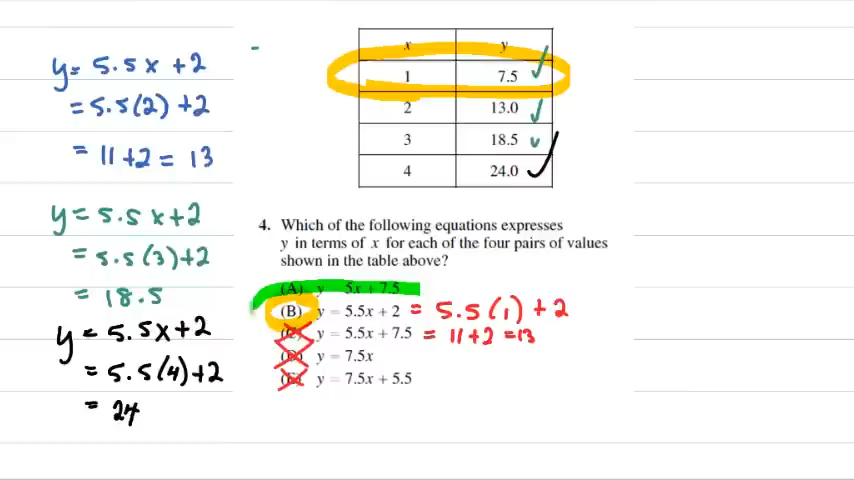 y = 5.5x + 2
= 5.5(2) + 2
= 11 + 2 = 13
y = 5.5x + 2
= 5.5(3) + 2
= 18.5
y = 5.5x + 2
= 5.5(4) + 2
= 24
x y
1 7.5
2 13.0
3 18.5
4 24.0
4. Which of the following equations expresses
y in terms of x for each of the four pairs of values
shown in the table above?
(A) y = 5x + 7.5
(B) y = 5.5x + 2 = 5.5(1) + 2
(C) y = 5.5x + 7.5 = 11 + 2 = 13
(D) y = 7.5x
(E) y = 7.5x + 5.5